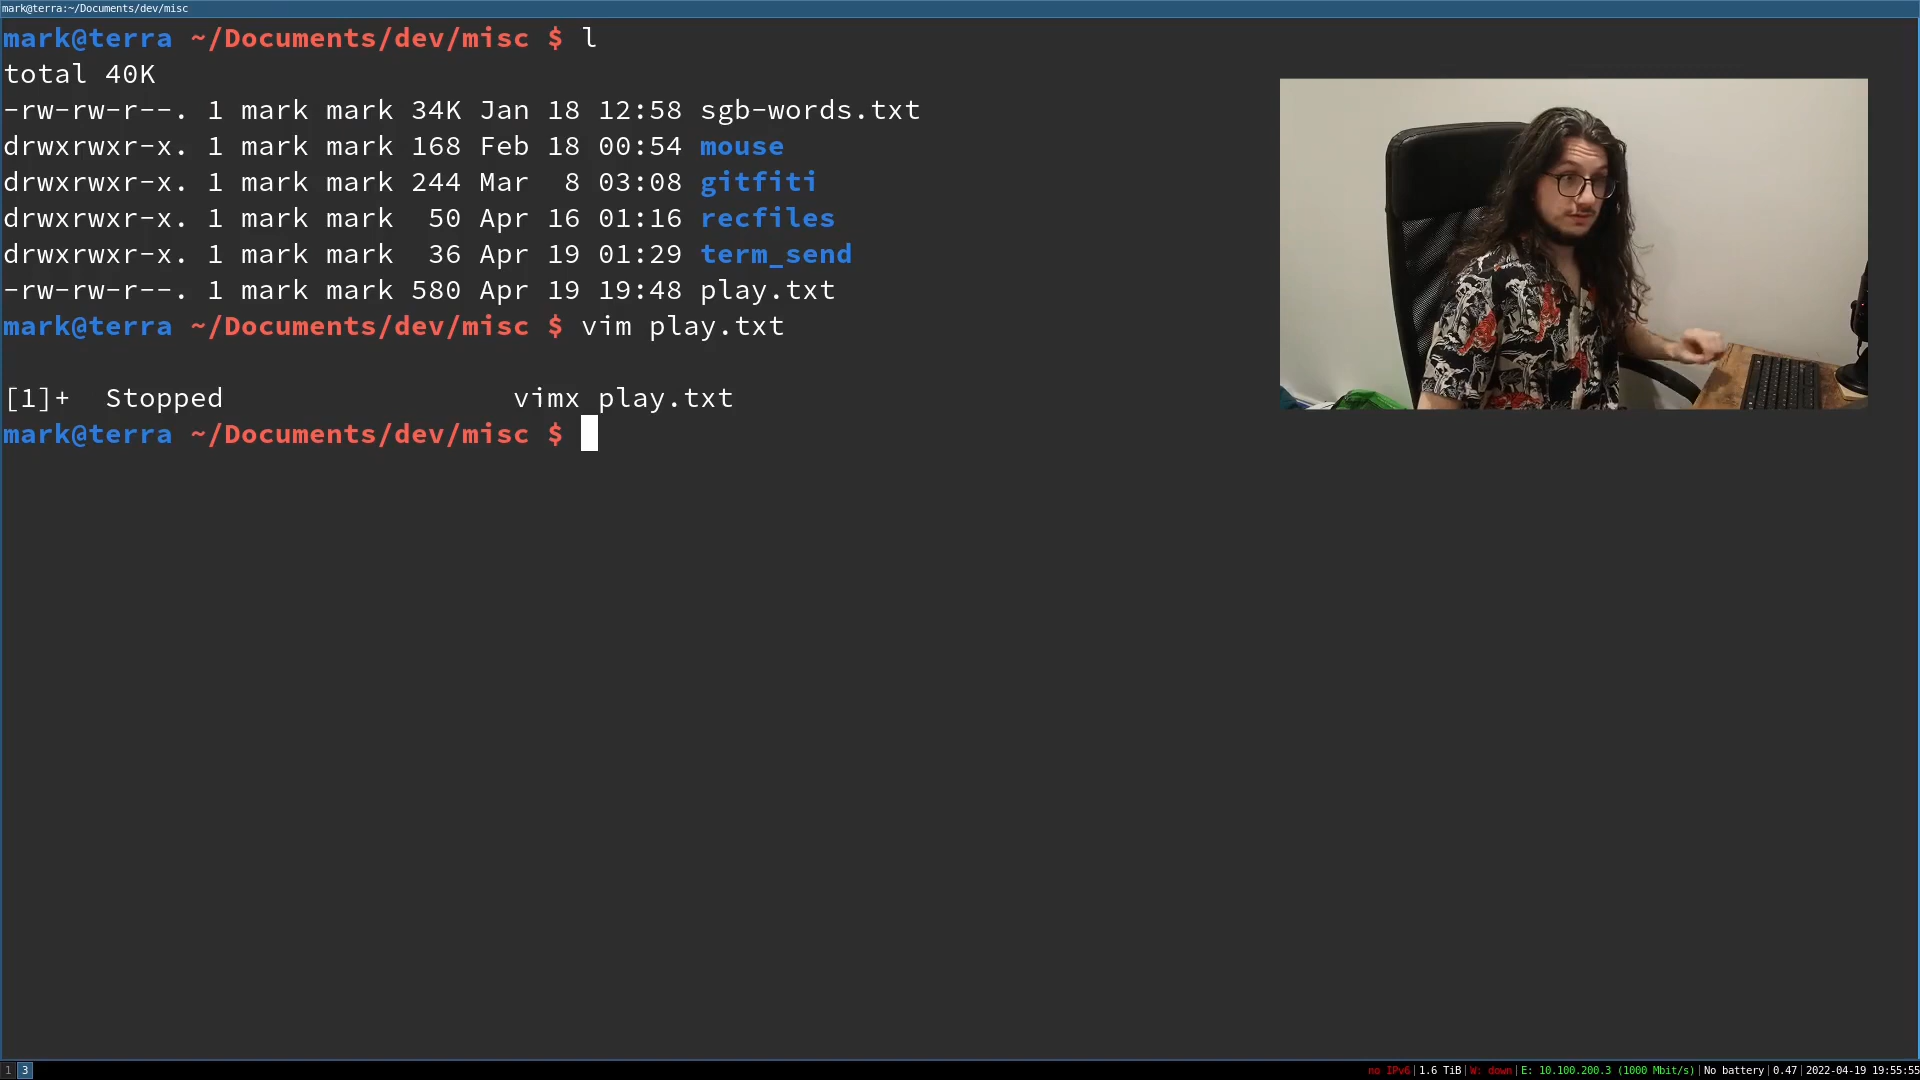 mark@terra:~/Documents/dev/misc
mark@terra ~/Documents/dev/misc $ l
total 40K
-rw-rw-r--. 1 mark mark 34K Jan 18 12:58 sgb-words.txt
drwxrwxr-x. 1 mark mark 168 Feb 18 00:54 mouse
drwxrwxr-x. 1 mark mark 244 Mar  8 03:08 gitfiti
drwxrwxr-x. 1 mark mark  50 Apr 16 01:16 recfiles
drwxrwxr-x. 1 mark mark  36 Apr 19 01:29 term_send
-rw-rw-r--. 1 mark mark 580 Apr 19 19:48 play.txt
mark@terra ~/Documents/dev/misc $ vim play.txt
[1]+  Stopped                 vimx play.txt
mark@terra ~/Documents/dev/misc $
1 3 no IPv6|1.6 TiB|W: down|E: 10.100.200.3 (1000 Mbit/s)|No battery|0.47|2022-04-19 19:55:55